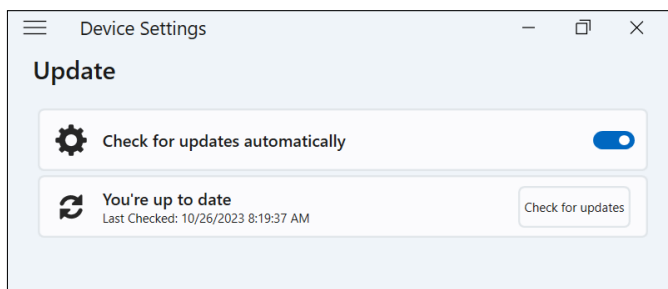 Device Settings
Update
Check for updates automatically
You're up to date
Last Checked: 10/26/2023 8:19:37 AM
Check for updates